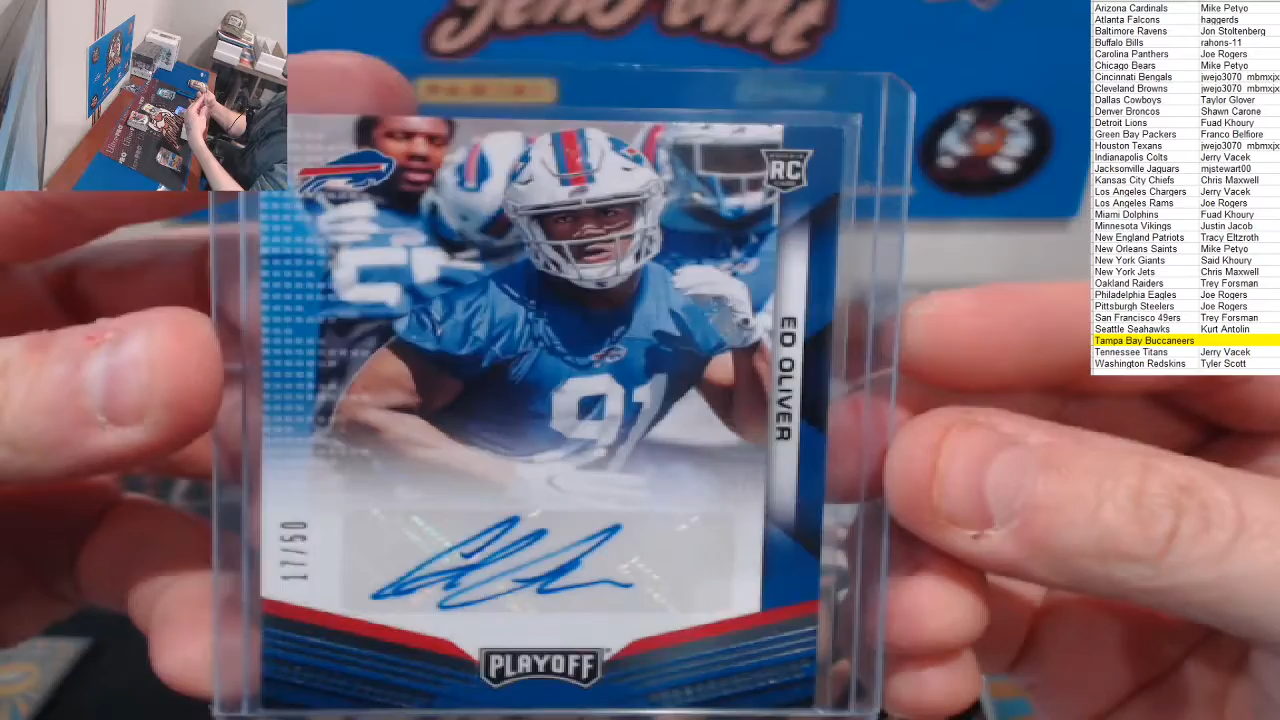 Arizona Cardinals Mike Petyo
Atlanta Falcons haggerds
Baltimore Ravens Jon Stoltenberg
Buffalo Bills rahons-11
Carolina Panthers Joe Rogers
Chicago Bears Mike Petyo
Cincinnati Bengals jwejo3070 mbmxjx
Cleveland Browns jwejo3070 mbmxjx
Dallas Cowboys Taylor Glover
Denver Broncos Shawn Carone
Detroit Lions Fuad Khoury
Green Bay Packers Franco Belfiore
Houston Texans jwejo3070 mbmxjx
Indianapolis Colts Jerry Vacek
Jacksonville Jaguars mjstewart00
Kansas City Chiefs Chris Maxwell
Los Angeles Chargers Jerry Vacek
Los Angeles Rams Joe Rogers
Miami Dolphins Fuad Khoury
Minnesota Vikings Justin Jacob
New England Patriots Tracy Eltzroth
New Orleans Saints Mike Petyo
New York Giants Said Khoury
New York Jets Chris Maxwell
Oakland Raiders Trey Forsman
Philadelphia Eagles Joe Rogers
Pittsburgh Steelers Joe Rogers
San Francisco 49ers Trey Forsman
Seattle Seahawks Kurt Antolin
Tampa Bay Buccaneers
Tennessee Titans Jerry Vacek
Washington Redskins Tyler Scott
RC
55
91
ED OLIVER
17/50
PLAYOFF